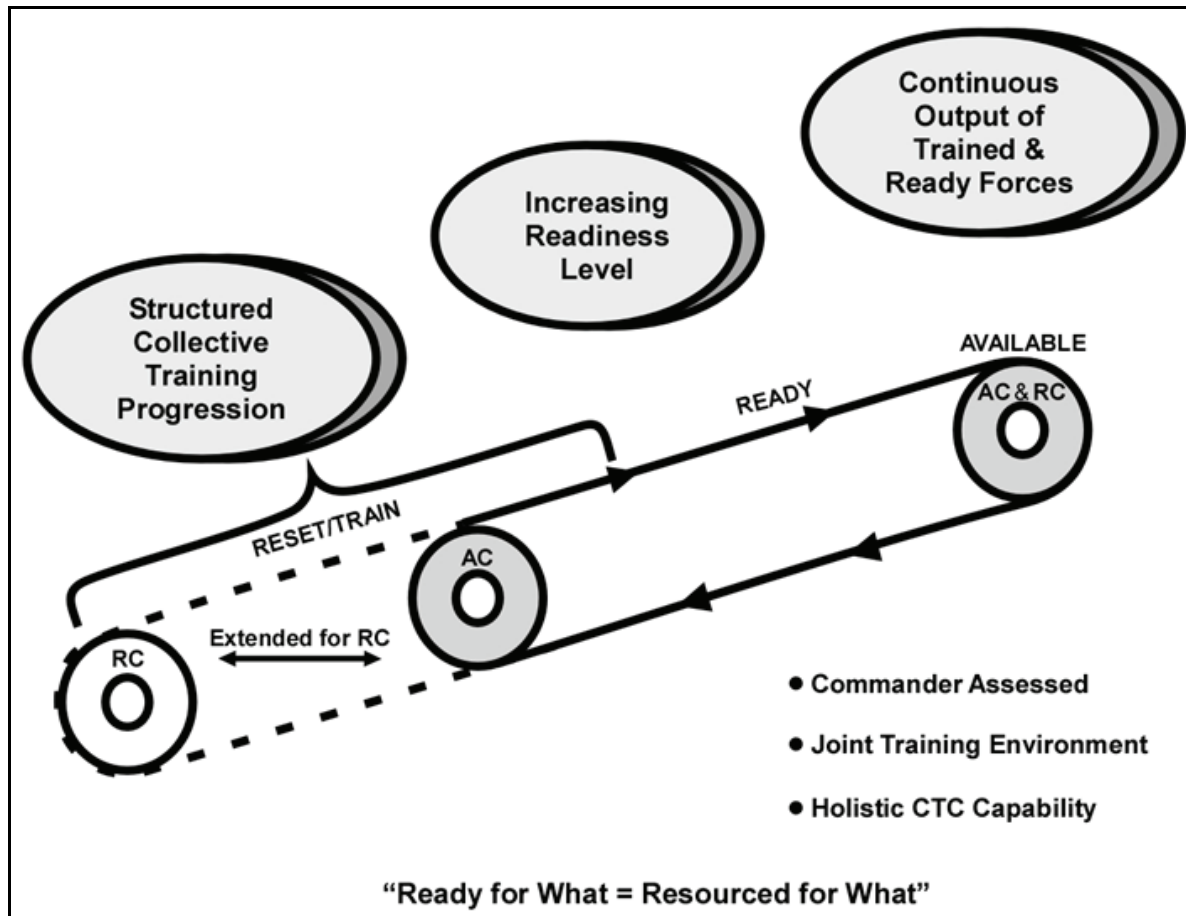 Continuous
Output of
Trained &
Ready Forces
Increasing
Readiness
Level
Structured
Collective
Training
Progression
AVAILABLE
AC & RC
READY
RESET/TRAIN
AC
Extended for RC
RC
● Commander Assessed
● Joint Training Environment
● Holistic CTC Capability
“Ready for What = Resourced for What”